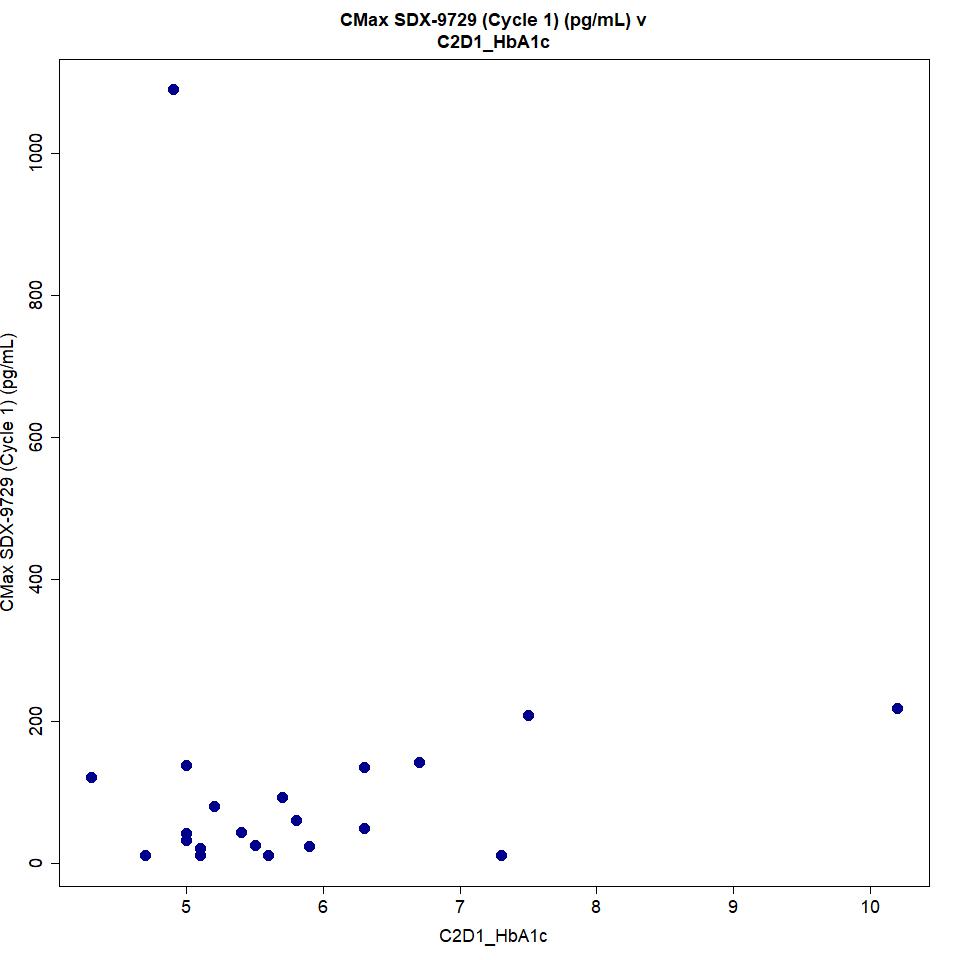 CMax SDX-9729 (Cycle 1) (pg/mL) v
C2D1_HbA1c
1000
800
600
400
200
0
CMax SDX-9729 (Cycle 1) (pg/mL)
5 6 7 8 9 10
C2D1_HbA1c